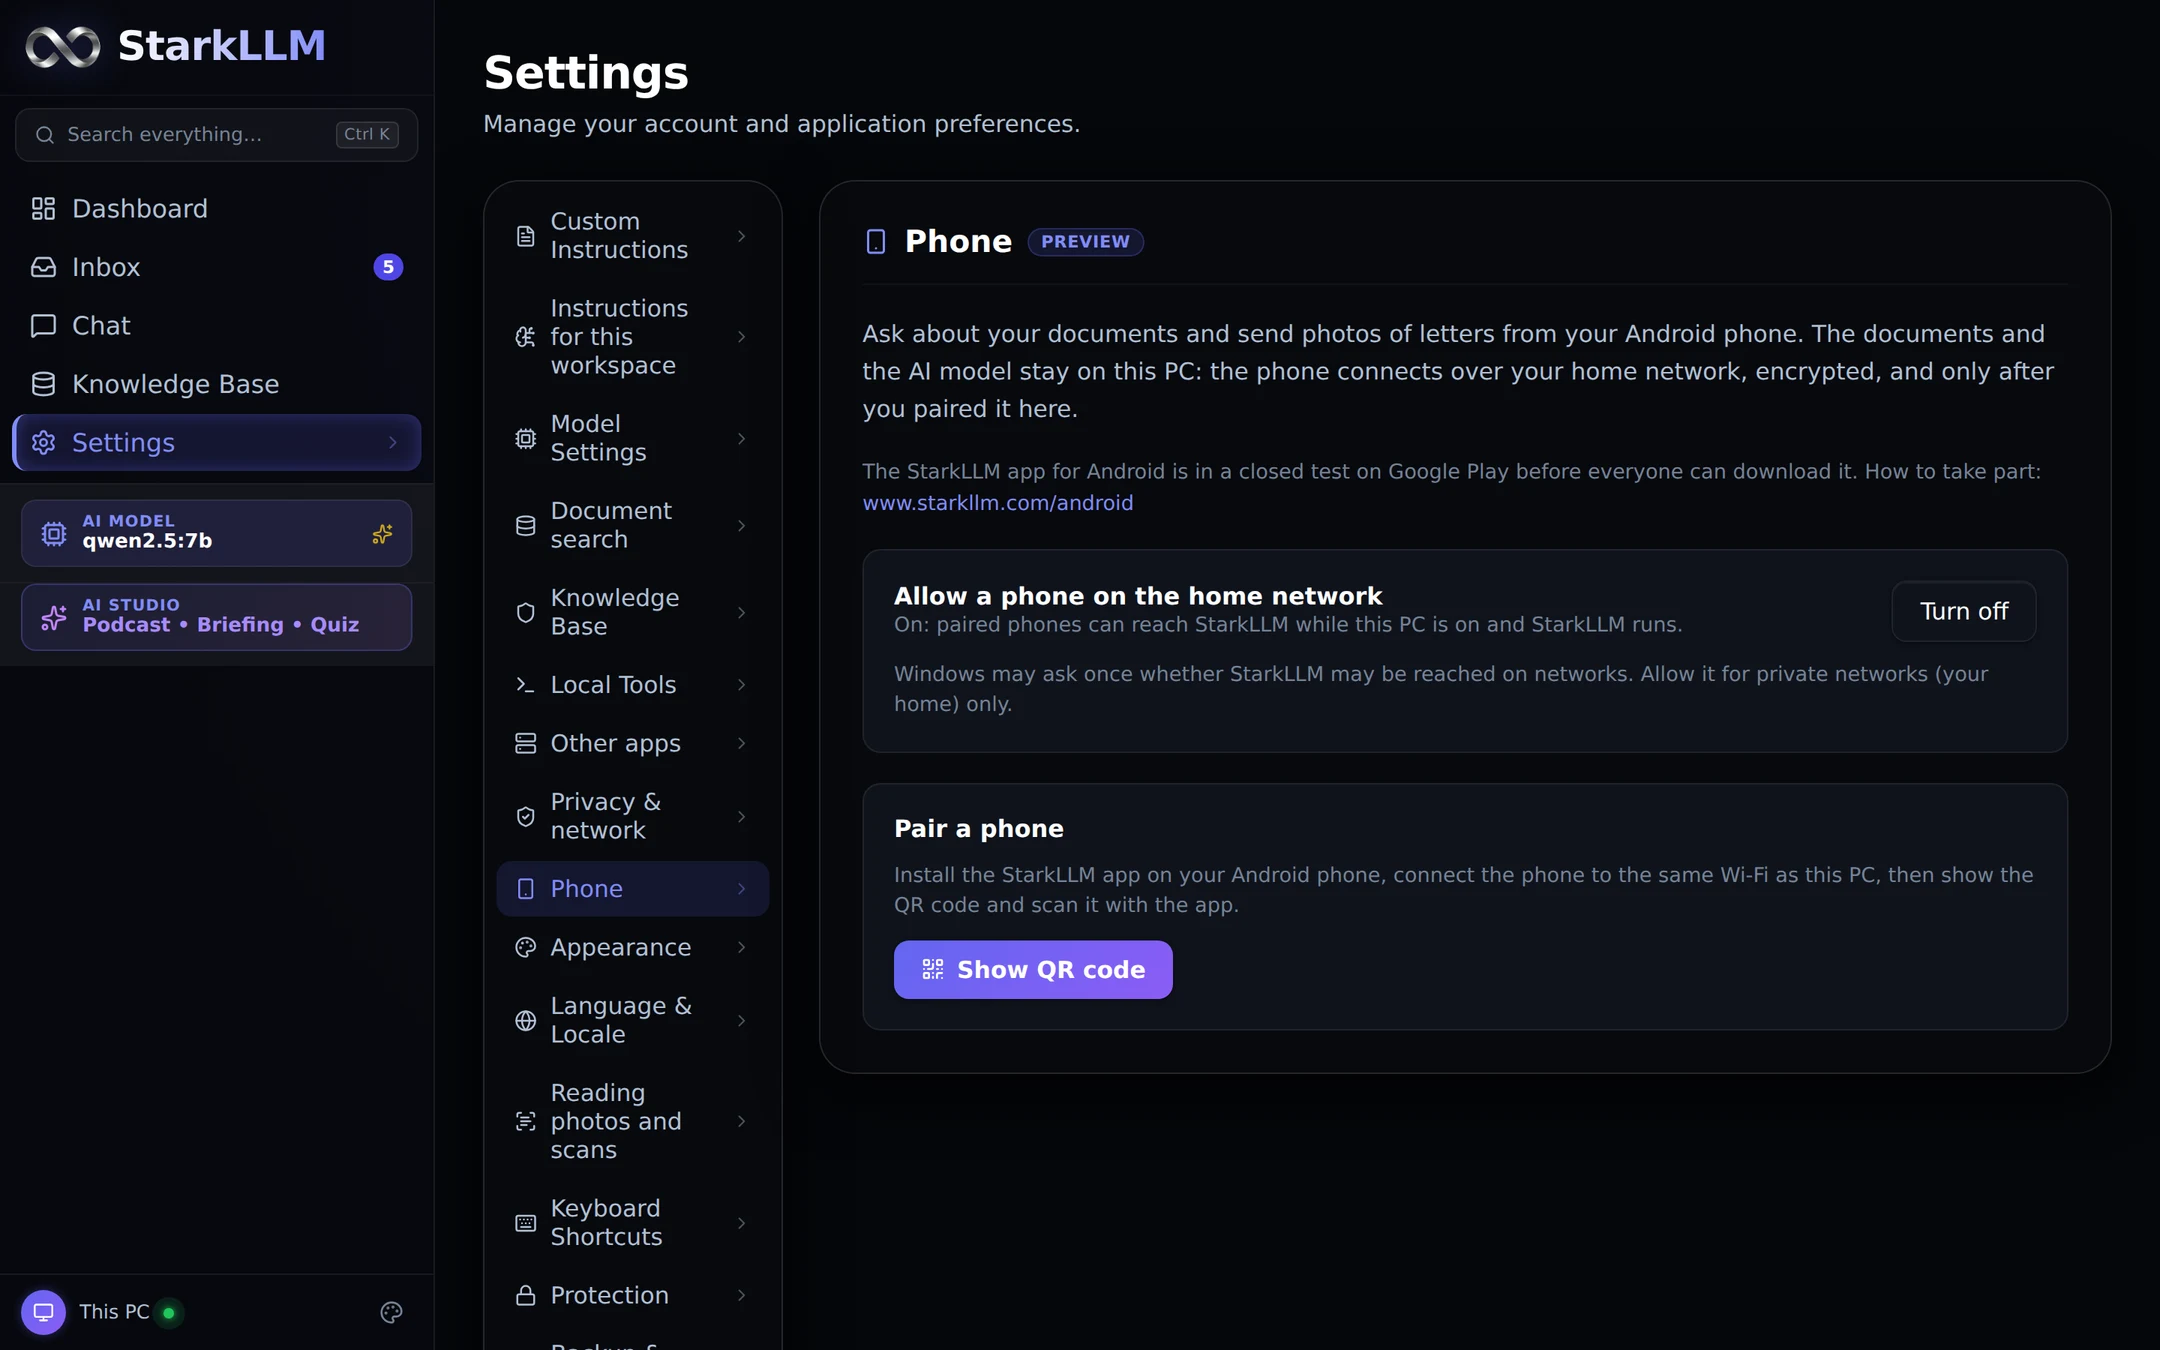 StarkLLM
Search everything...
Ctrl K
Dashboard
Inbox
5
Chat
Knowledge Base
Settings
AI MODEL
qwen2.5:7b
AI STUDIO
Podcast • Briefing • Quiz
This PC
Settings
Manage your account and application preferences.
Custom
Instructions
Instructions
for this
workspace
Model
Settings
Document
search
Knowledge
Base
Local Tools
Other apps
Privacy &
network
Phone
Appearance
Language &
Locale
Reading
photos and
scans
Keyboard
Shortcuts
Protection
Phone
PREVIEW
Ask about your documents and send photos of letters from your Android phone. The documents and
the AI model stay on this PC: the phone connects over your home network, encrypted, and only after
you paired it here.
The StarkLLM app for Android is in a closed test on Google Play before everyone can download it. How to take part:
www.starkllm.com/android
Allow a phone on the home network
On: paired phones can reach StarkLLM while this PC is on and StarkLLM runs.
Turn off
Windows may ask once whether StarkLLM may be reached on networks. Allow it for private networks (your
home) only.
Pair a phone
Install the StarkLLM app on your Android phone, connect the phone to the same Wi-Fi as this PC, then show the
QR code and scan it with the app.
Show QR code